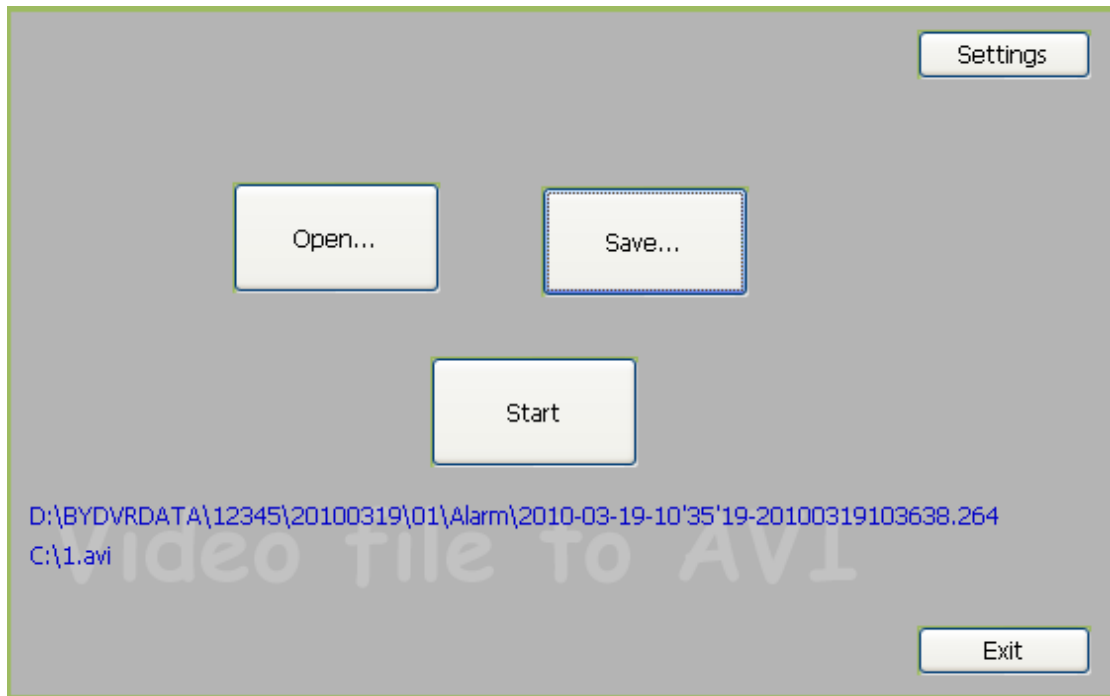 Settings
Open...
Save...
Start
D:\BYDVRDATA\12345\20100319\01\Alarm\2010-03-19-10'35'19-20100319103638.264
C:\1.avi
Video file to AVI
Exit